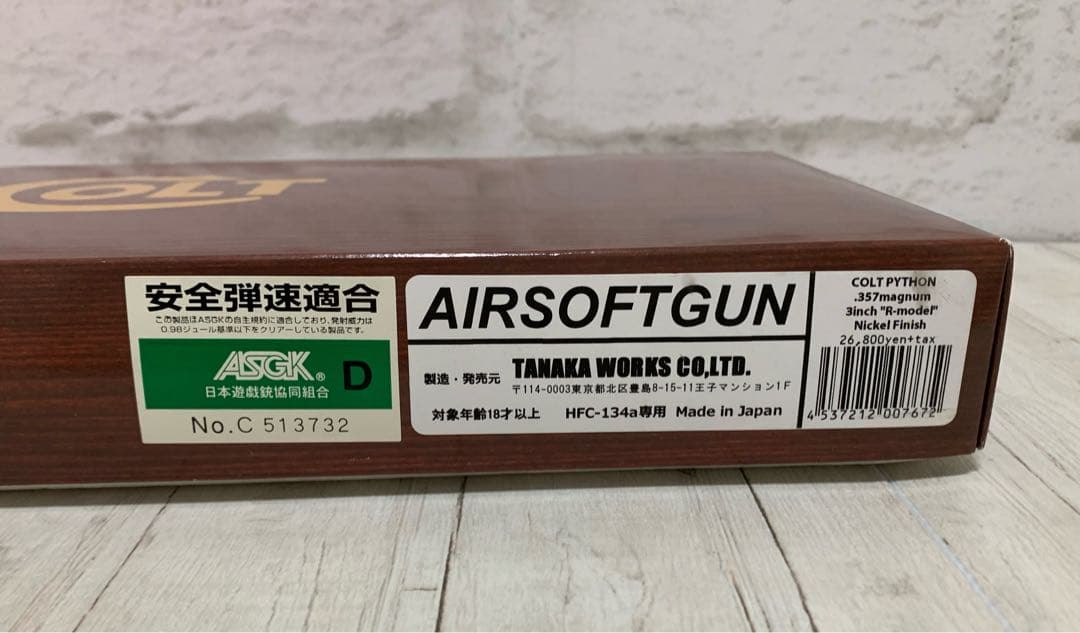 COLT
安全弾速適合
この製品はASGKの自主規約に適合しており、発射威力は
0.98ジュール基準以下をクリアーしている製品です。
ASGK®
日本遊戯銃協同組合
D
No.C 513732
AIRSOFTGUN
製造・発売元 TANAKA WORKS CO,LTD.
〒114-0003東京都北区豊島8-15-11王子マンション1F
対象年齢18才以上 HFC-134a専用 Made in Japan
COLT PYTHON
.357magnum
3inch "R-model"
Nickel Finish
26,800yen+tax
4 537212 007672